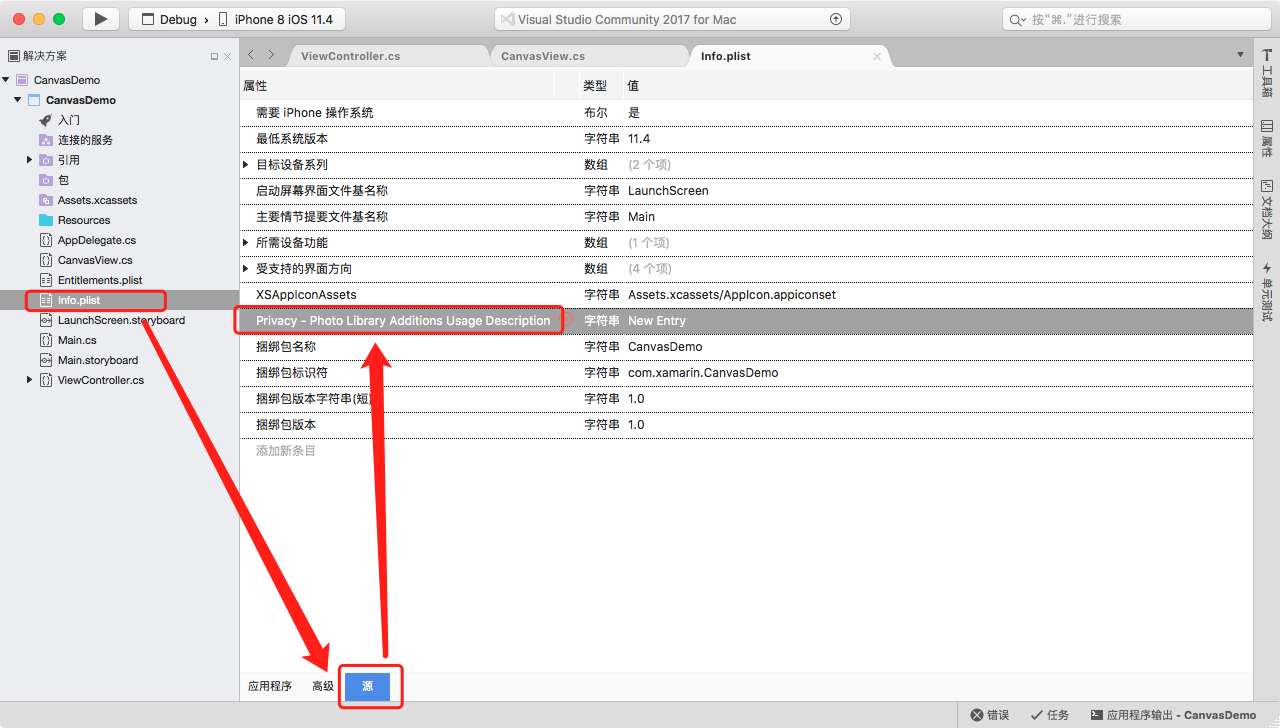 Debug › iPhone 8 iOS 11.4
Visual Studio Community 2017 for Mac
按“⌘.”进行搜索
解决方案
ViewController.cs
CanvasView.cs
Info.plist
CanvasDemo
CanvasDemo
入门
连接的服务
引用
包
Assets.xcassets
Resources
AppDelegate.cs
CanvasView.cs
Entitlements.plist
Info.plist
LaunchScreen.storyboard
Main.cs
Main.storyboard
ViewController.cs
属性 类型 值
需要 iPhone 操作系统 布尔 是
最低系统版本 字符串 11.4
目标设备系列 数组 (2 个项)
启动屏幕界面文件基名称 字符串 LaunchScreen
主要情节提要文件基名称 字符串 Main
所需设备功能 数组 (1 个项)
受支持的界面方向 数组 (4 个项)
XSAppIconAssets 字符串 Assets.xcassets/AppIcon.appiconset
Privacy - Photo Library Additions Usage Description 字符串 New Entry
捆绑包名称 字符串 CanvasDemo
捆绑包标识符 字符串 com.xamarin.CanvasDemo
捆绑包版本字符串(短) 字符串 1.0
捆绑包版本 字符串 1.0
添加新条目
应用程序 高级 源
工具箱
属性
文档大纲
单元测试
错误 任务 应用程序输出 - CanvasDemo